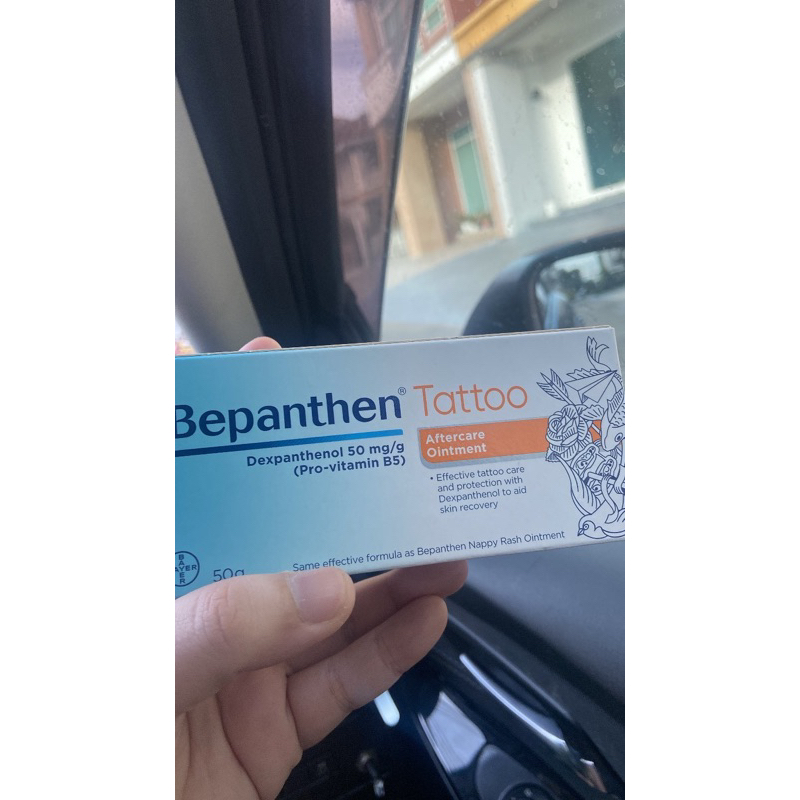 Bepanthen® Tattoo
Dexpanthenol 50 mg/g
(Pro-vitamin B5)
Aftercare
Ointment
• Effective tattoo care
and protection with
Dexpanthenol to aid
skin recovery
BAYER
50g
Same effective formula as Bepanthen Nappy Rash Ointment